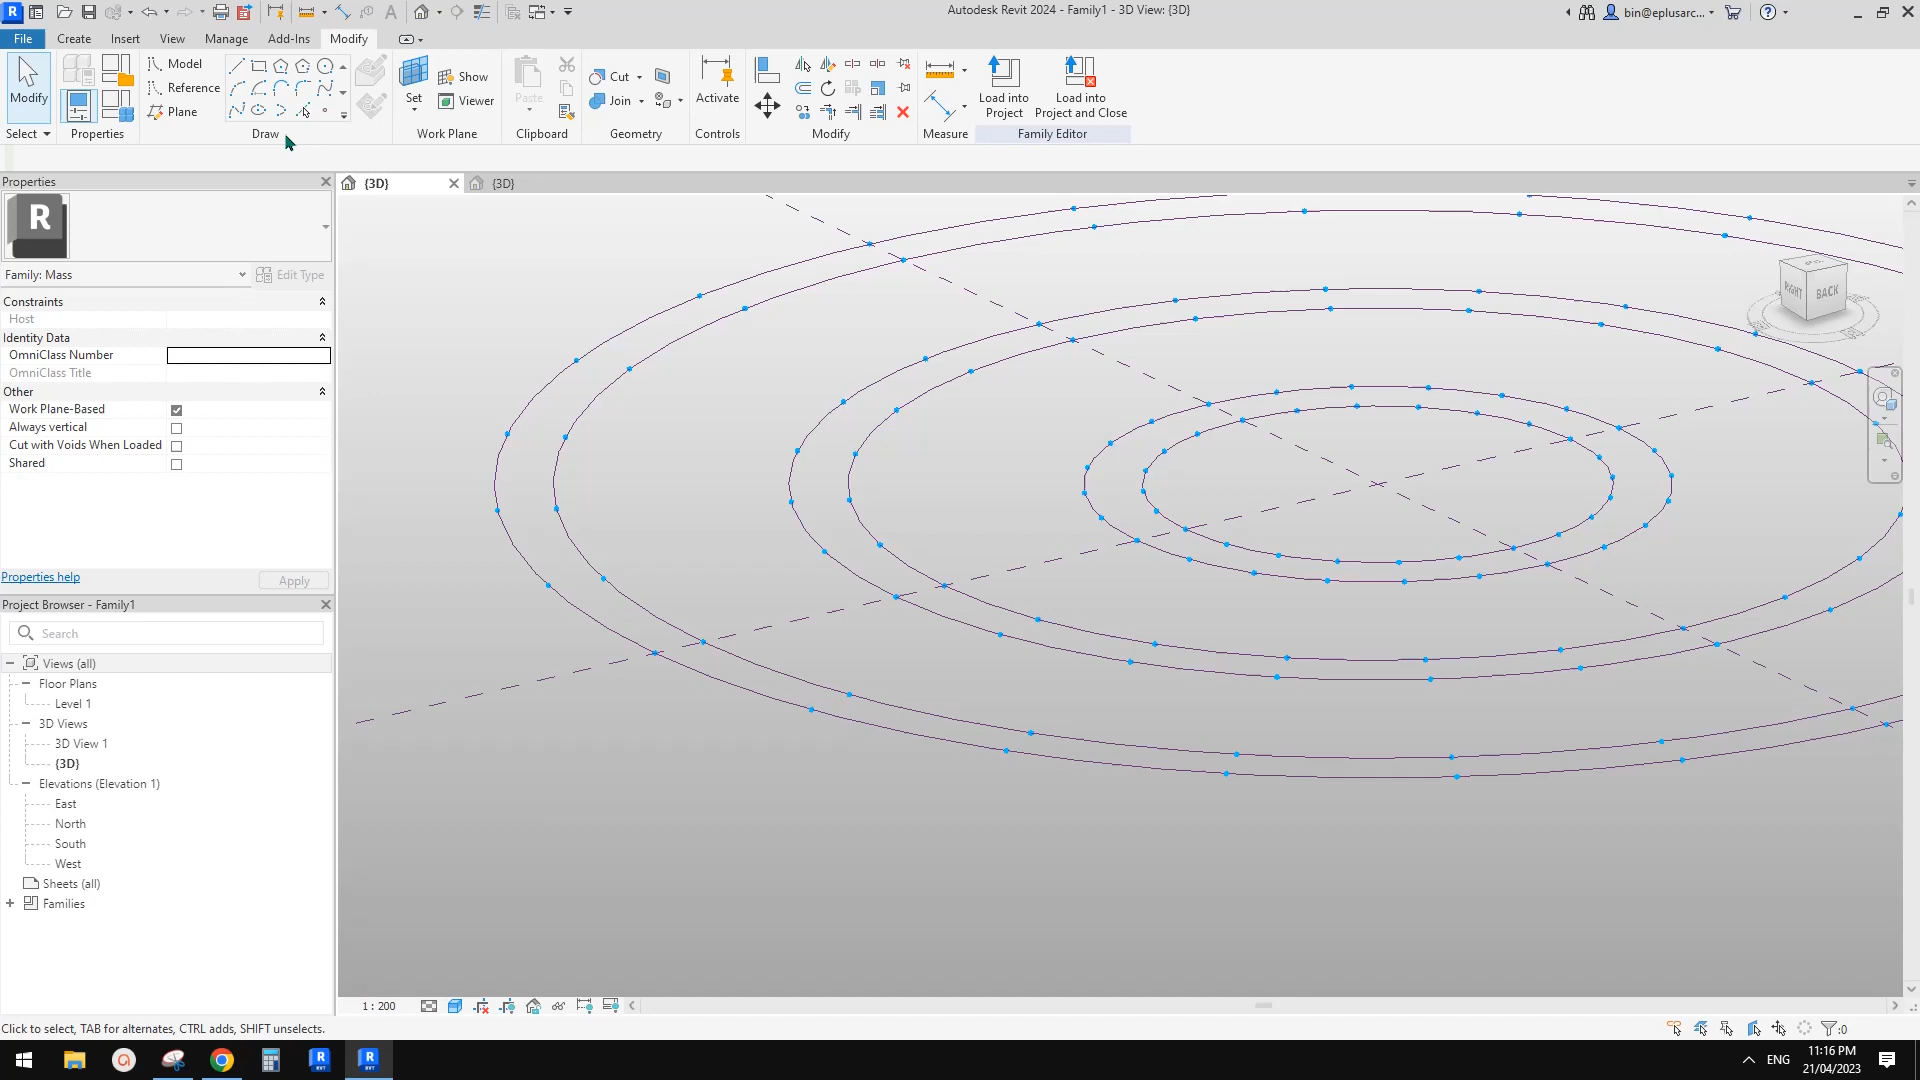 Autodesk Revit 2024 - Family1 - 3D View: {3D}
bin@eplusarc...
File
Create
Insert
View
Manage
Add-Ins
Modify
Modify
Select
Properties
Model
Reference
Plane
Draw
Set
Show
Viewer
Work Plane
Paste
Clipboard
Cut
Join
Geometry
Activate
Controls
Modify
Measure
Load into
Project
Load into
Project and Close
Family Editor
Properties
R
Family: Mass
Edit Type
Constraints
Host
Identity Data
OmniClass Number
OmniClass Title
Other
Work Plane-Based
Always vertical
Cut with Voids When Loaded
Shared
Properties help
Apply
Project Browser - Family1
Search
Views (all)
Floor Plans
Level 1
3D Views
3D View 1
{3D}
Elevations (Elevation 1)
East
North
South
West
Sheets (all)
Families
{3D}
{3D}
RIGHT
BACK
1 : 200
Click to select, TAB for alternates, CTRL adds, SHIFT unselects.
:0
ENG
11:16 PM
21/04/2023